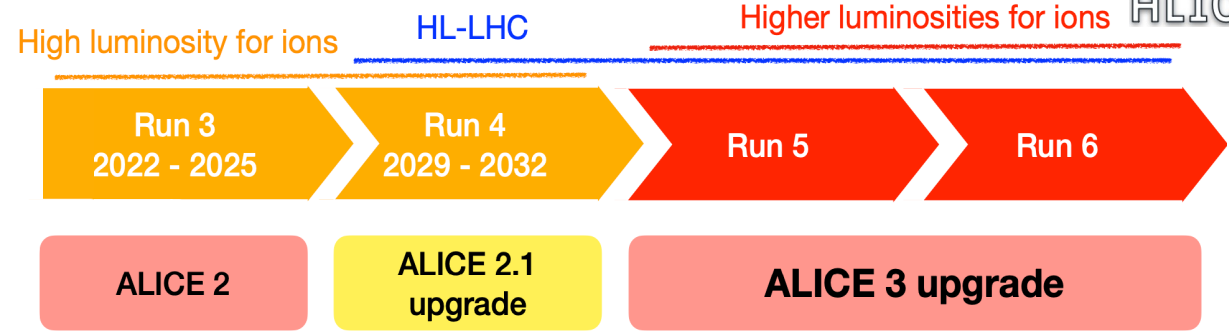 High luminosity for ions
HL-LHC
Higher luminosities for ions
Run 3
2022 - 2025
Run 4
2029 - 2032
Run 5
Run 6
ALICE 2
ALICE 2.1
upgrade
ALICE 3 upgrade